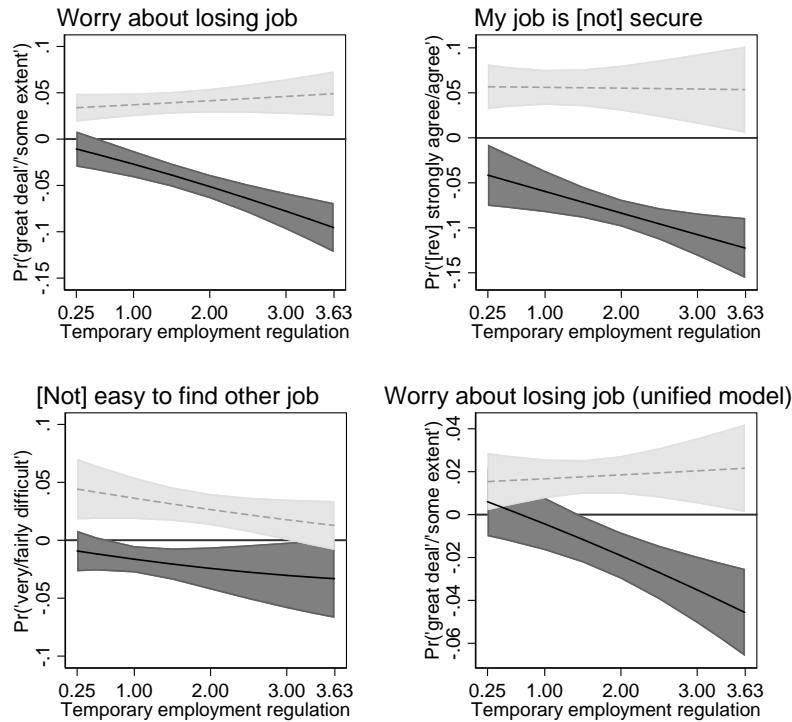 Worry about losing job
Pr('great deal'/'some extent')
.1
.05
0
-.05
-.1
-.15
0.25 1.00 2.00 3.00 3.63
Temporary employment regulation
My job is [not] secure
Pr('[rev] strongly agree/agree')
.1
.05
0
-.05
-.1
-.15
0.25 1.00 2.00 3.00 3.63
Temporary employment regulation
[Not] easy to find other job
Pr('very/fairly difficult')
.1
.05
0
-.05
-.1
0.25 1.00 2.00 3.00 3.63
Temporary employment regulation
Worry about losing job (unified model)
Pr('great deal'/'some extent')
.04
.02
0
-.02
-.04
-.06
0.25 1.00 2.00 3.00 3.63
Temporary employment regulation